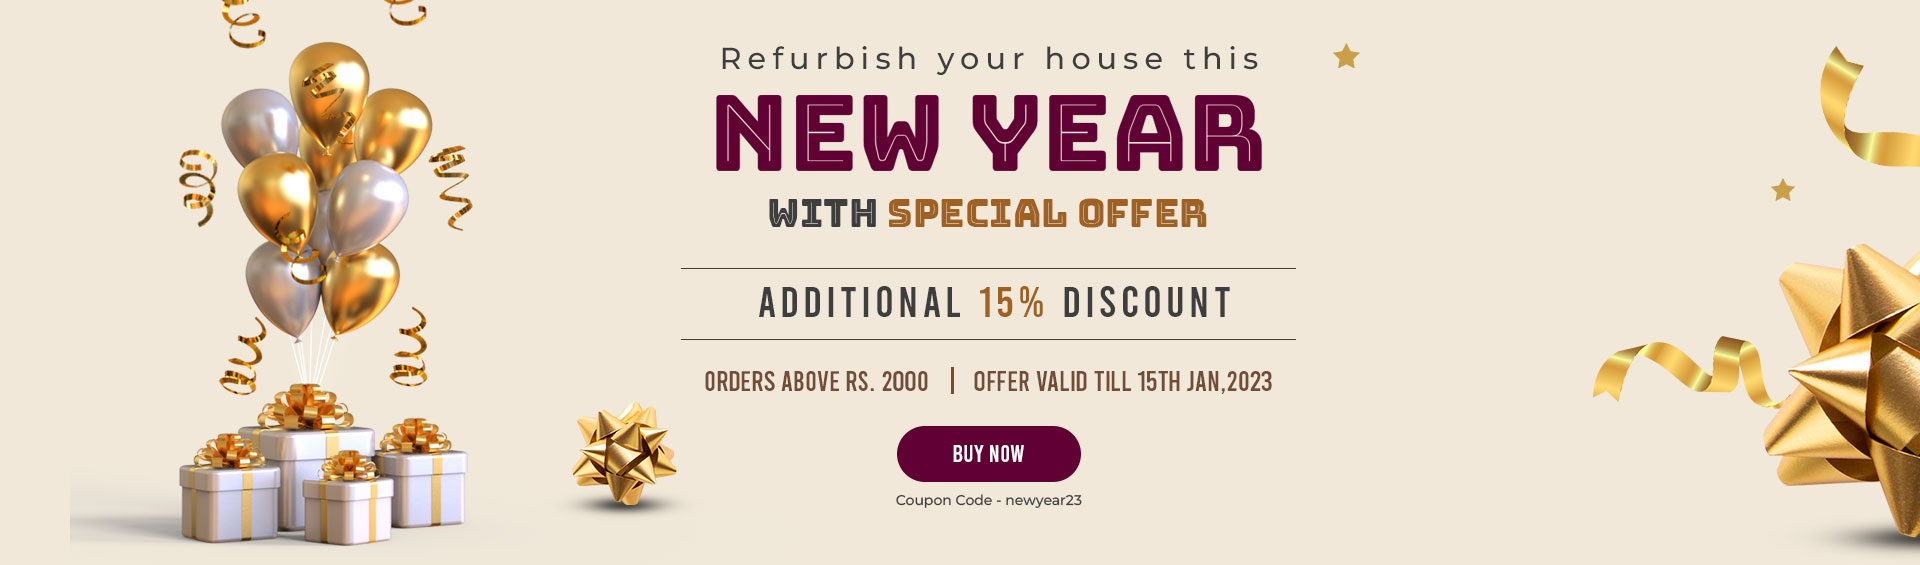 Refurbish your house this
NEW YEAR
WITH SPECIAL OFFER
ADDITIONAL 15% DISCOUNT
ORDERS ABOVE RS. 2000 | OFFER VALID TILL 15TH JAN,2023
BUY NOW
Coupon Code - newyear23